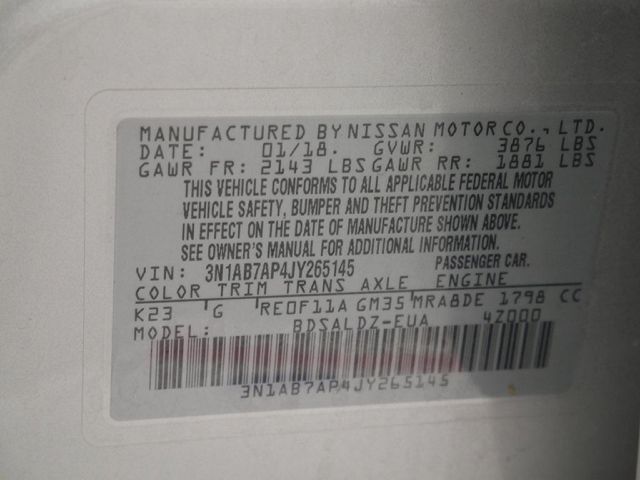 MANUFACTURED BY NISSAN MOTOR CO., LTD.
DATE: 01/18. GVWR: 3876 LBS
GAWR FR: 2143 LBS GAWR RR: 1881 LBS
THIS VEHICLE CONFORMS TO ALL APPLICABLE FEDERAL MOTOR
VEHICLE SAFETY, BUMPER AND THEFT PREVENTION STANDARDS
IN EFFECT ON THE DATE OF MANUFACTURE SHOWN ABOVE.
SEE OWNER'S MANUAL FOR ADDITIONAL INFORMATION.
VIN: 3N1AB7AP4JY265145 PASSENGER CAR.
COLOR TRIM TRANS AXLE ENGINE
K23 G RE0F11A GM35 MRA8DE 1798 CC
MODEL: BDSALDZ-EUA 4Z000
3N1AB7AP4JY265145